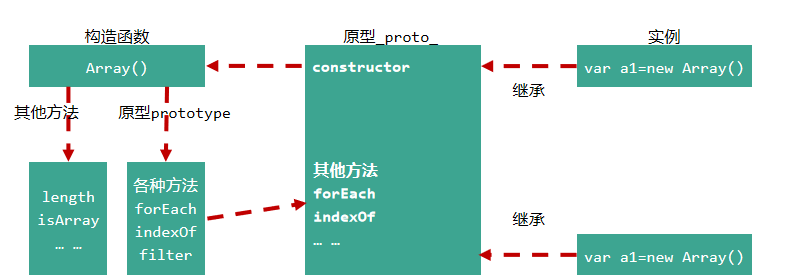 构造函数
原型_proto_
实例
Array()
constructor
var a1=new Array()
继承
其他方法
原型prototype
length
isArray
… …
各种方法
forEach
indexOf
filter
其他方法
forEach
indexOf
… …
继承
var a1=new Array()